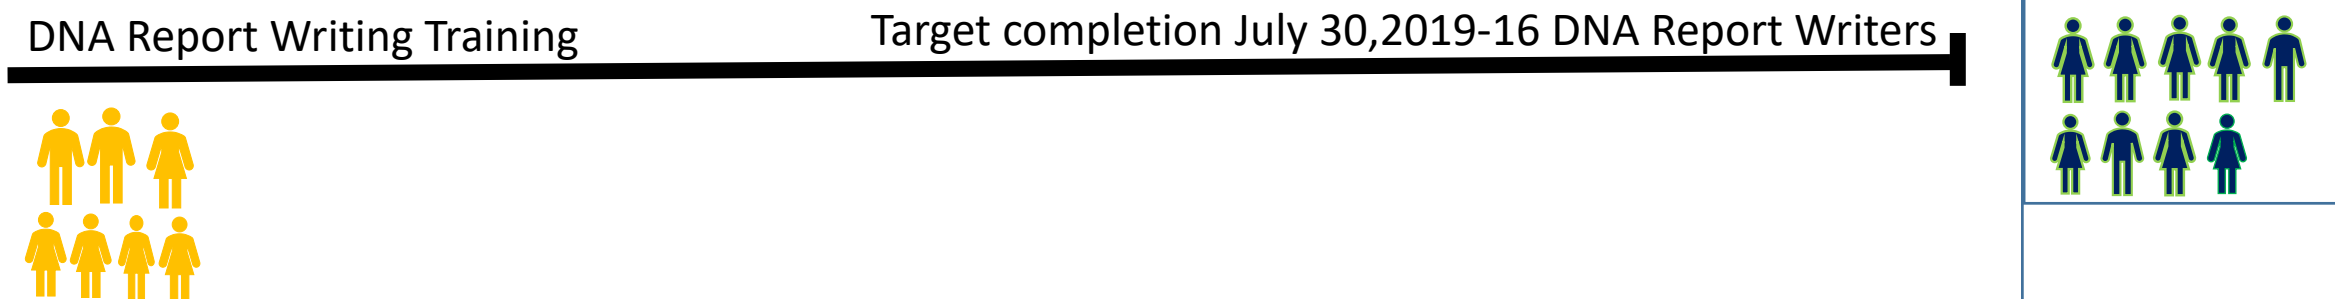 DNA Report Writing Training
Target completion July 30,2019-16 DNA Report Writers